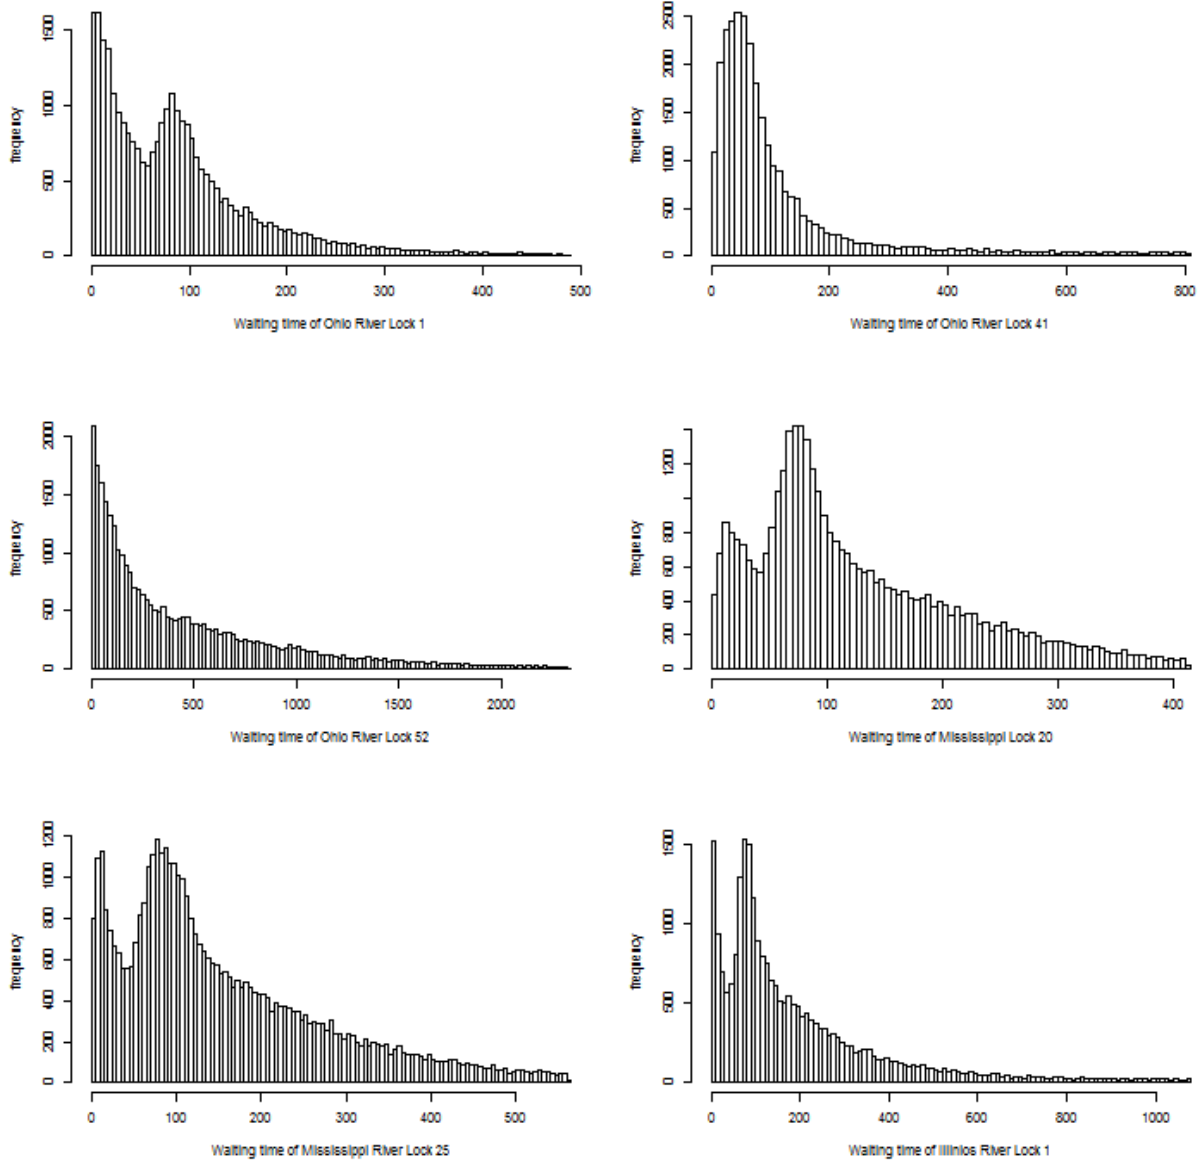 1500
1000
500
0
frequency
0 100 200 300 400 500
Waiting time of Ohio River Lock 1
2500
2000
1500
1000
500
0
frequency
0 200 400 600 800
Waiting time of Ohio River Lock 41
2000
1500
1000
500
0
frequency
0 500 1000 1500 2000
Waiting time of Ohio River Lock 52
1200
800
600
400
200
0
frequency
0 100 200 300 400
Waiting time of Mississippi Lock 20
1200
1000
800
600
400
200
0
frequency
0 100 200 300 400 500
Waiting time of Mississippi River Lock 25
1500
1000
500
0
frequency
0 200 400 600 800 1000
Waiting time of Illinios River Lock 1